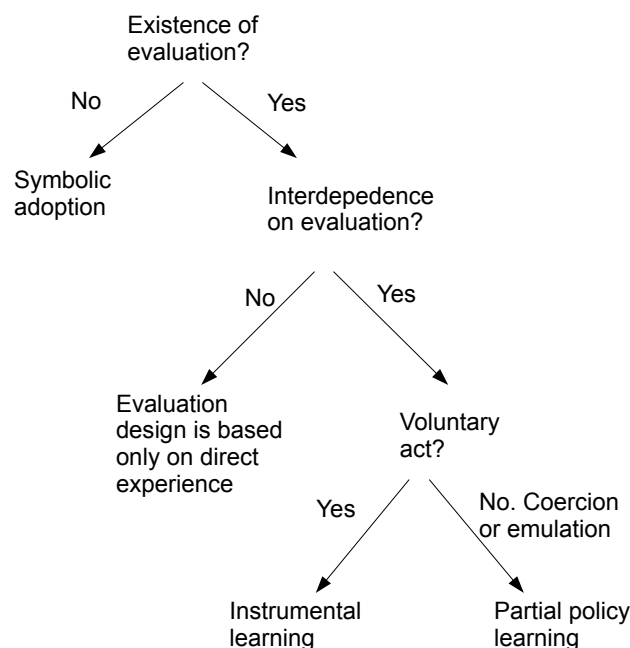 Existence of
evaluation?
No
Yes
Symbolic
adoption
Interdepedence
on evaluation?
No
Yes
Evaluation
design is based
only on direct
experience
Voluntary
act?
Yes
No. Coercion
or emulation
Instrumental
learning
Partial policy
learning